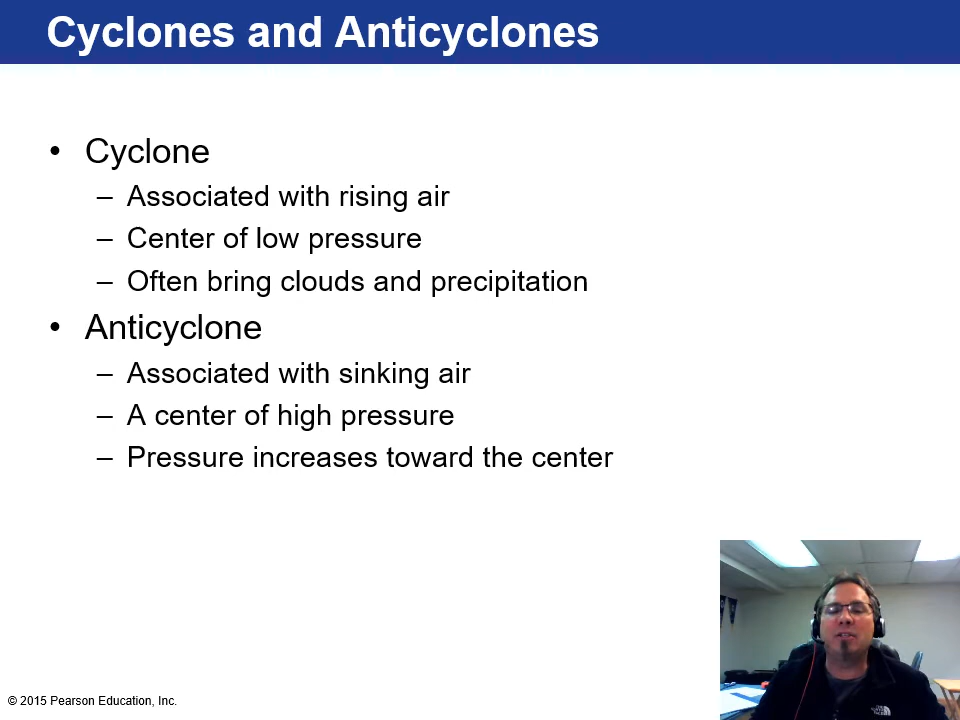 Cyclones and Anticyclones
• Cyclone
– Associated with rising air
– Center of low pressure
– Often bring clouds and precipitation
• Anticyclone
– Associated with sinking air
– A center of high pressure
– Pressure increases toward the center
© 2015 Pearson Education, Inc.